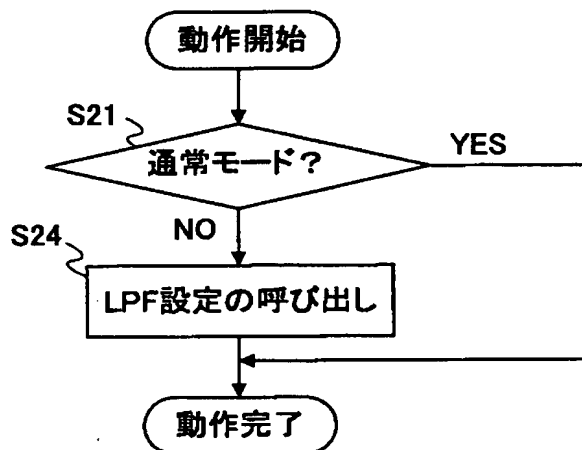 動作開始
S21
通常モード?
YES
NO
S24
LPF設定の呼び出し
動作完了